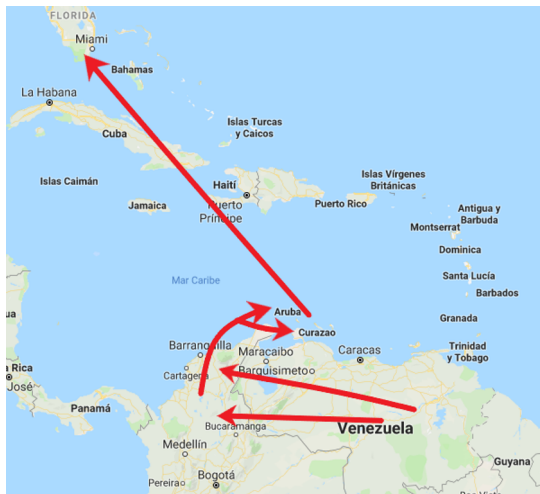 FLORIDA
Miami
Bahamas
La Habana
Cuba
Islas Turcas
y Caicos
Islas Caimán
Haití
Jamaica
Puerto
Príncipe
Puerto Rico
Islas Vírgenes
Británicas
Antigua y
Barbuda
Montserrat
Dominica
Santa Lucía
Barbados
Mar Caribe
Granada
Aruba
Curazao
ua
Barranquilla
Maracaibo
Caracas
Trinidad
y Tobago
a Rica
Cartagena
Barquisimeto
José
Panamá
Bucaramanga
Venezuela
Medellín
Guyana
Pereira
Bogotá